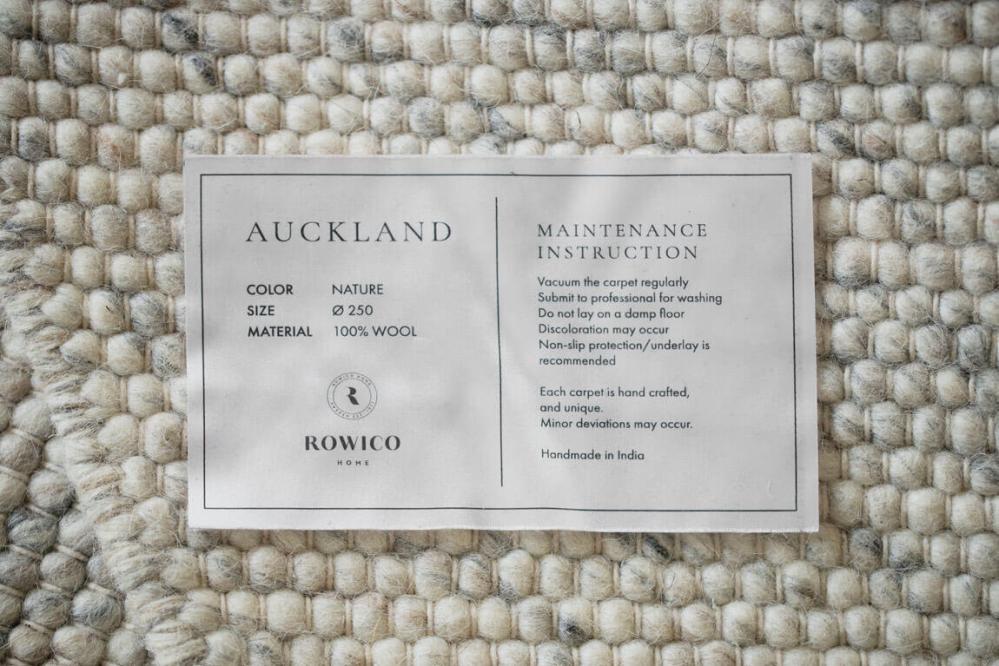 AUCKLAND
COLOR NATURE
SIZE Ø 250
MATERIAL 100% WOOL
R
ROWICO
HOME
MAINTENANCE
INSTRUCTION
Vacuum the carpet regularly
Submit to professional for washing
Do not lay on a damp floor
Discoloration may occur
Non-slip protection/underlay is
recommended
Each carpet is hand crafted,
and unique.
Minor deviations may occur.
Handmade in India